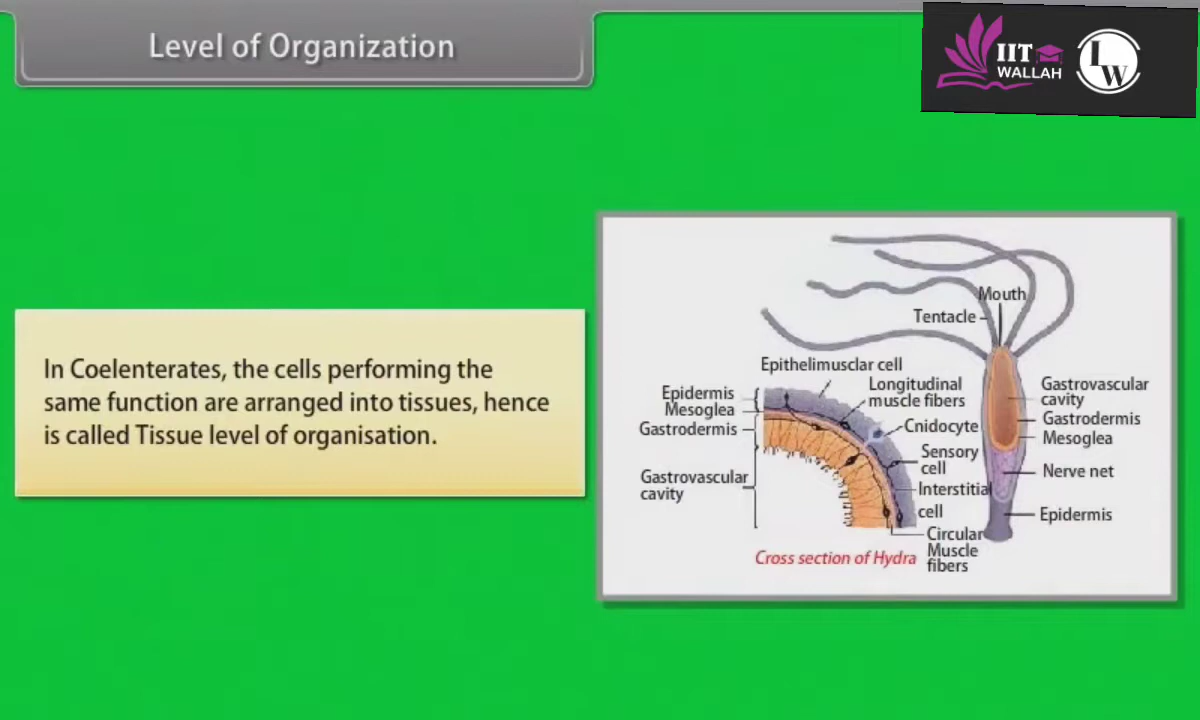 Level of Organization
IIT
WALLAH
LW
In Coelenterates, the cells performing the
same function are arranged into tissues, hence
is called Tissue level of organisation.
Mouth
Tentacle
Epithelimusclar cell
Epidermis
Mesoglea
Gastrodermis
Gastrovascular
cavity
Longitudinal
muscle fibers
Cnidocyte
Sensory
cell
Interstitial
cell
Circular
Muscle
fibers
Gastrovascular
cavity
Gastrodermis
Mesoglea
Nerve net
Epidermis
Cross section of Hydra